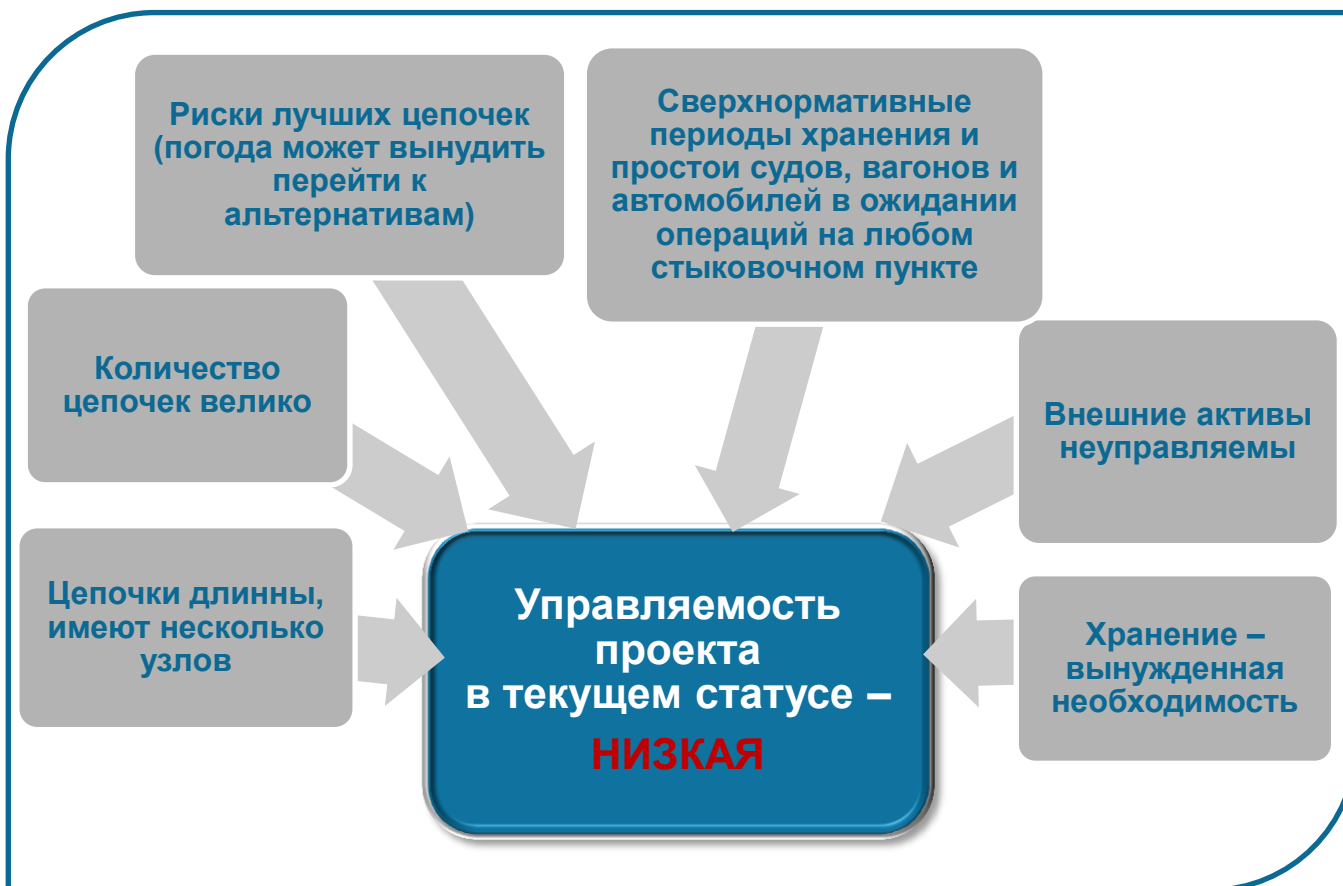 Риски лучших цепочек
(погода может вынудить
перейти к
альтернативам)
Сверхнормативные
периоды хранения и
простои судов, вагонов и
автомобилей в ожидании
операций на любом
стыковочном пункте
Количество
цепочек велико
Внешние активы
неуправляемы
Цепочки длинны,
имеют несколько
узлов
Управляемость
проекта
в текущем статусе –
НИЗКАЯ
Хранение –
вынужденная
необходимость